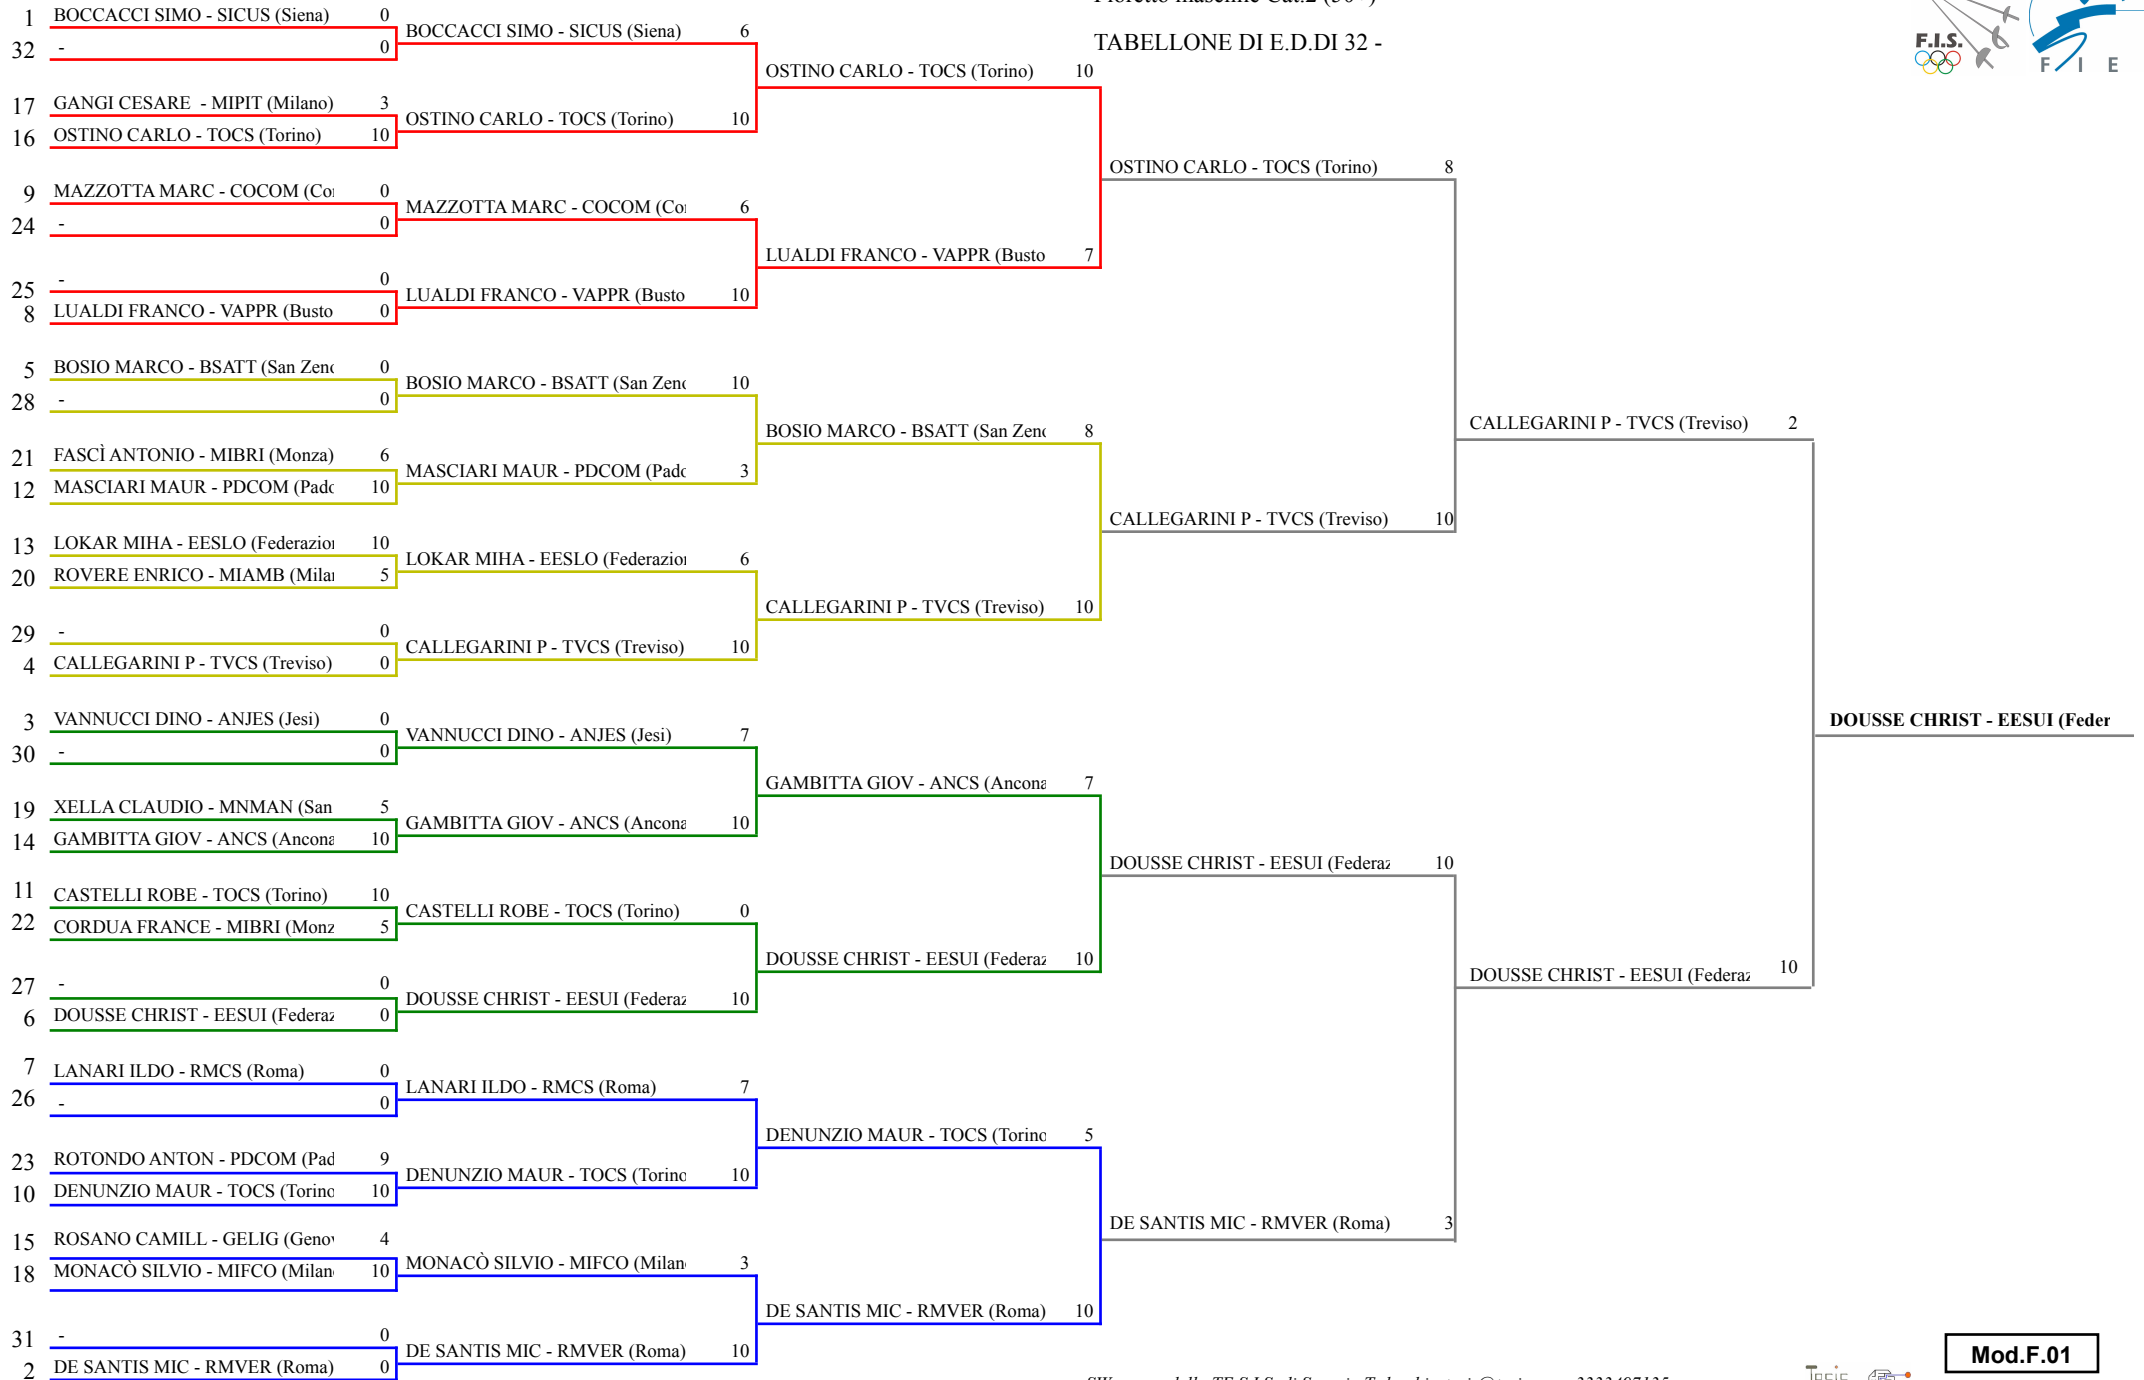 TABELLONE DI E.D.DI 32 -
F.I.S.
F I E
1 BOCCACCI SIMO - SICUS (Siena) 0
32 - 0
17 GANGI CESARE - MIPIT (Milano) 3
16 OSTINO CARLO - TOCS (Torino) 10
9 MAZZOTTA MARC - COCOM (Co 0
24 - 0
25 - 0
8 LUALDI FRANCO - VAPPR (Busto 0
5 BOSIO MARCO - BSATT (San Zeno 0
28 - 0
21 FASCÌ ANTONIO - MIBRI (Monza) 6
12 MASCIARI MAUR - PDCOM (Pado 10
13 LOKAR MIHA - EESLO (Federazio 10
20 ROVERE ENRICO - MIAMB (Mila 5
29 - 0
4 CALLEGARINI P - TVCS (Treviso) 0
3 VANNUCCI DINO - ANJES (Jesi) 0
30 - 0
19 XELLA CLAUDIO - MNMAN (San 5
14 GAMBITTA GIOV - ANCS (Ancona 10
11 CASTELLI ROBE - TOCS (Torino) 10
22 CORDUA FRANCE - MIBRI (Monz 5
27 - 0
6 DOUSSE CHRIST - EESUI (Federaz 0
7 LANARI ILDO - RMCS (Roma) 0
26 - 0
23 ROTONDO ANTON - PDCOM (Pad 9
10 DENUNZIO MAUR - TOCS (Torino 10
15 ROSANO CAMILL - GELIG (Geno 4
18 MONACÒ SILVIO - MIFCO (Milan 10
31 - 0
2 DE SANTIS MIC - RMVER (Roma) 0
BOCCACCI SIMO - SICUS (Siena) 6
OSTINO CARLO - TOCS (Torino) 10
MAZZOTTA MARC - COCOM (Co 6
LUALDI FRANCO - VAPPR (Busto 10
BOSIO MARCO - BSATT (San Zeno 10
MASCIARI MAUR - PDCOM (Pado 3
LOKAR MIHA - EESLO (Federazio 6
CALLEGARINI P - TVCS (Treviso) 10
VANNUCCI DINO - ANJES (Jesi) 7
GAMBITTA GIOV - ANCS (Ancona 10
CASTELLI ROBE - TOCS (Torino) 0
DOUSSE CHRIST - EESUI (Federaz 10
LANARI ILDO - RMCS (Roma) 7
DENUNZIO MAUR - TOCS (Torino 10
MONACÒ SILVIO - MIFCO (Milan 3
DE SANTIS MIC - RMVER (Roma) 10
OSTINO CARLO - TOCS (Torino) 10
LUALDI FRANCO - VAPPR (Busto 7
BOSIO MARCO - BSATT (San Zeno 8
CALLEGARINI P - TVCS (Treviso) 10
GAMBITTA GIOV - ANCS (Ancona 7
DOUSSE CHRIST - EESUI (Federaz 10
DENUNZIO MAUR - TOCS (Torino 5
DE SANTIS MIC - RMVER (Roma) 10
OSTINO CARLO - TOCS (Torino) 8
CALLEGARINI P - TVCS (Treviso) 10
DOUSSE CHRIST - EESUI (Federaz 10
DE SANTIS MIC - RMVER (Roma) 3
CALLEGARINI P - TVCS (Treviso) 2
DOUSSE CHRIST - EESUI (Federaz 10
DOUSSE CHRIST - EESUI (Feder
Mod.F.01